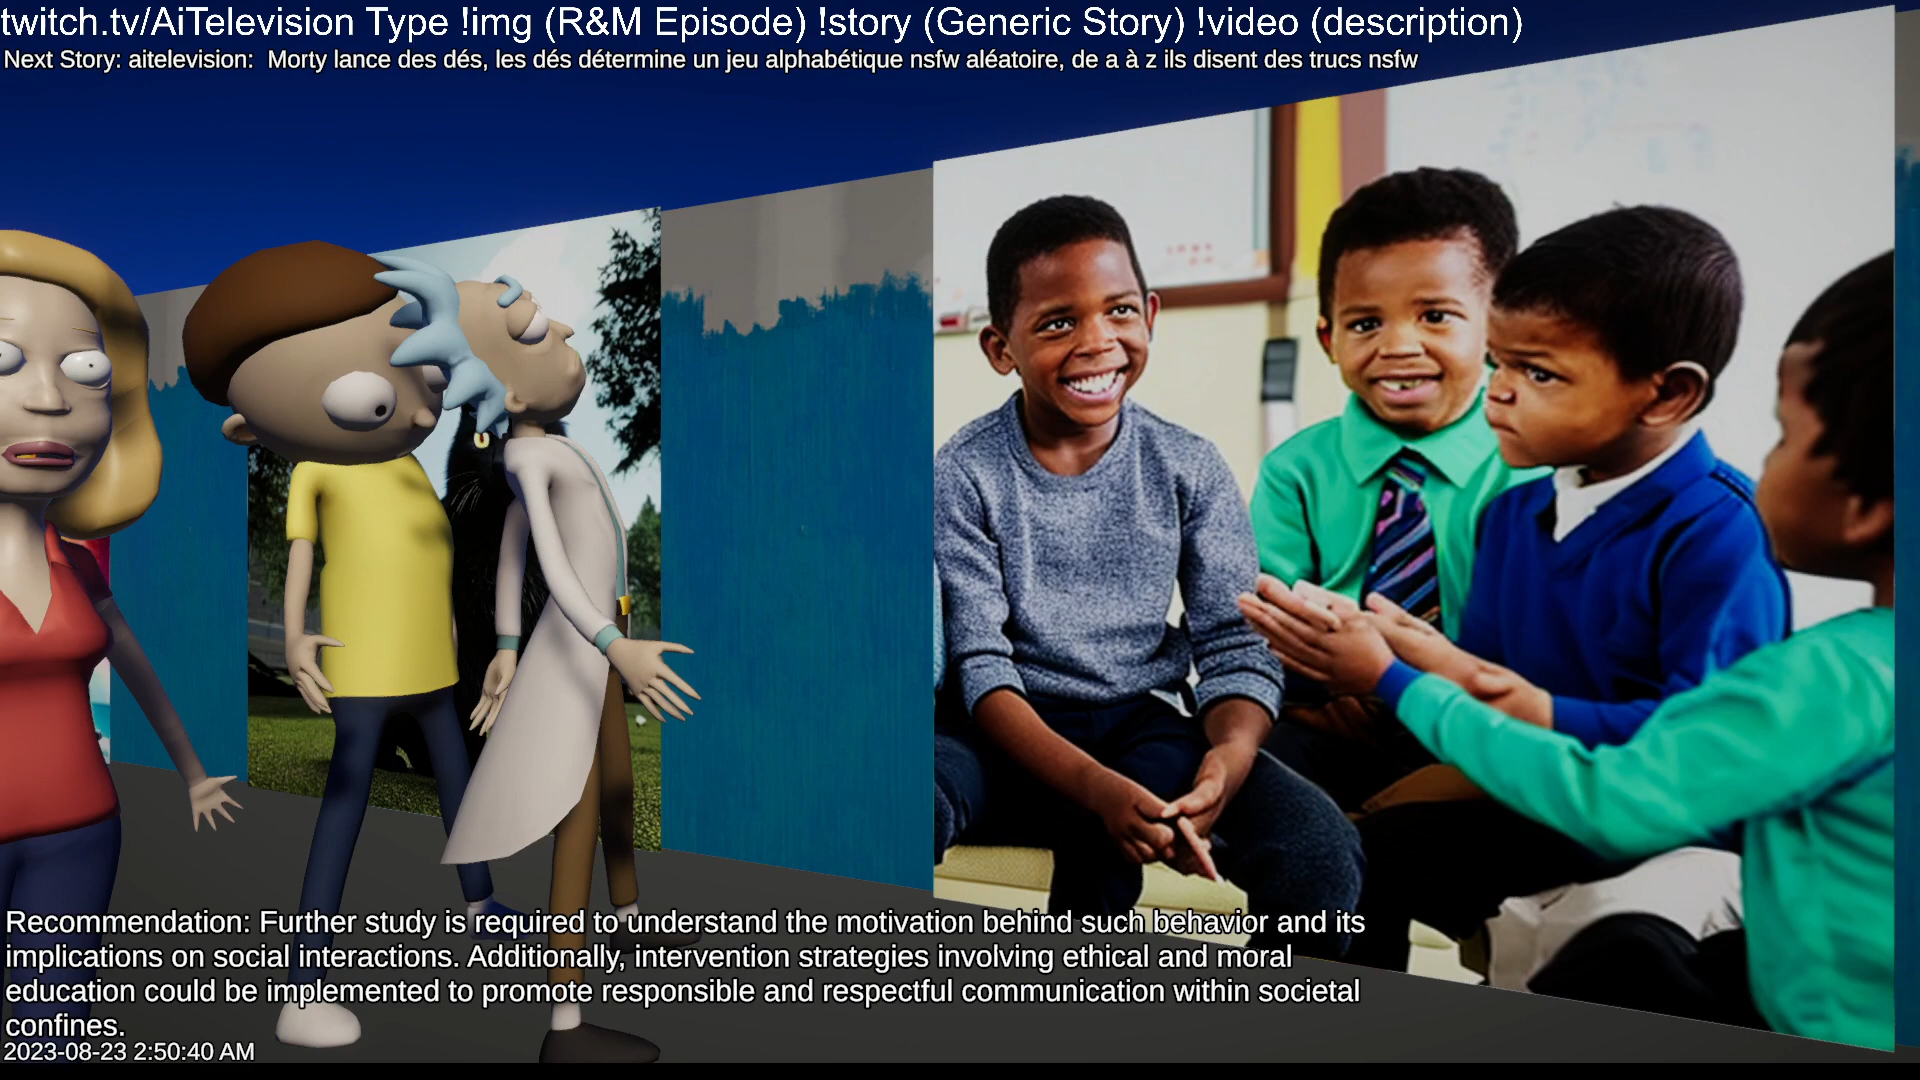 twitch.tv/AiTelevision Type !img (R&M Episode) !story (Generic Story) !video (description)
Next Story: aitelevision:  Morty lance des dés, les dés détermine un jeu alphabétique nsfw aléatoire, de a à z ils disent des trucs nsfw
Recommendation: Further study is required to understand the motivation behind such behavior and its
implications on social interactions. Additionally, intervention strategies involving ethical and moral
education could be implemented to promote responsible and respectful communication within societal
confines.
2023-08-23 2:50:40 AM